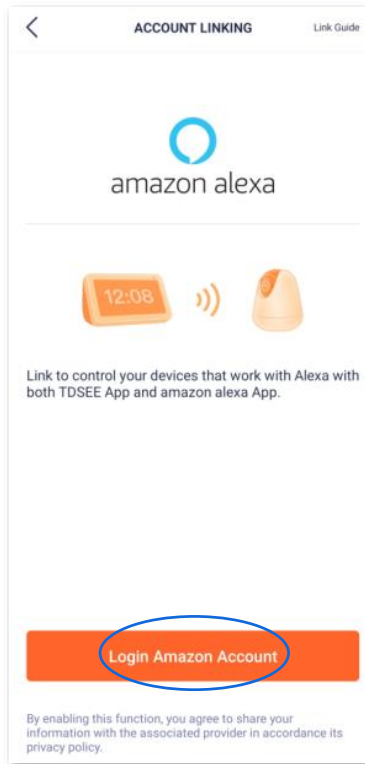 ACCOUNT LINKING Link Guide
amazon alexa
12:08
Link to control your devices that work with Alexa with
both TDSEE App and amazon alexa App.
Login Amazon Account
By enabling this function, you agree to share your
information with the associated provider in accordance its
privacy policy.